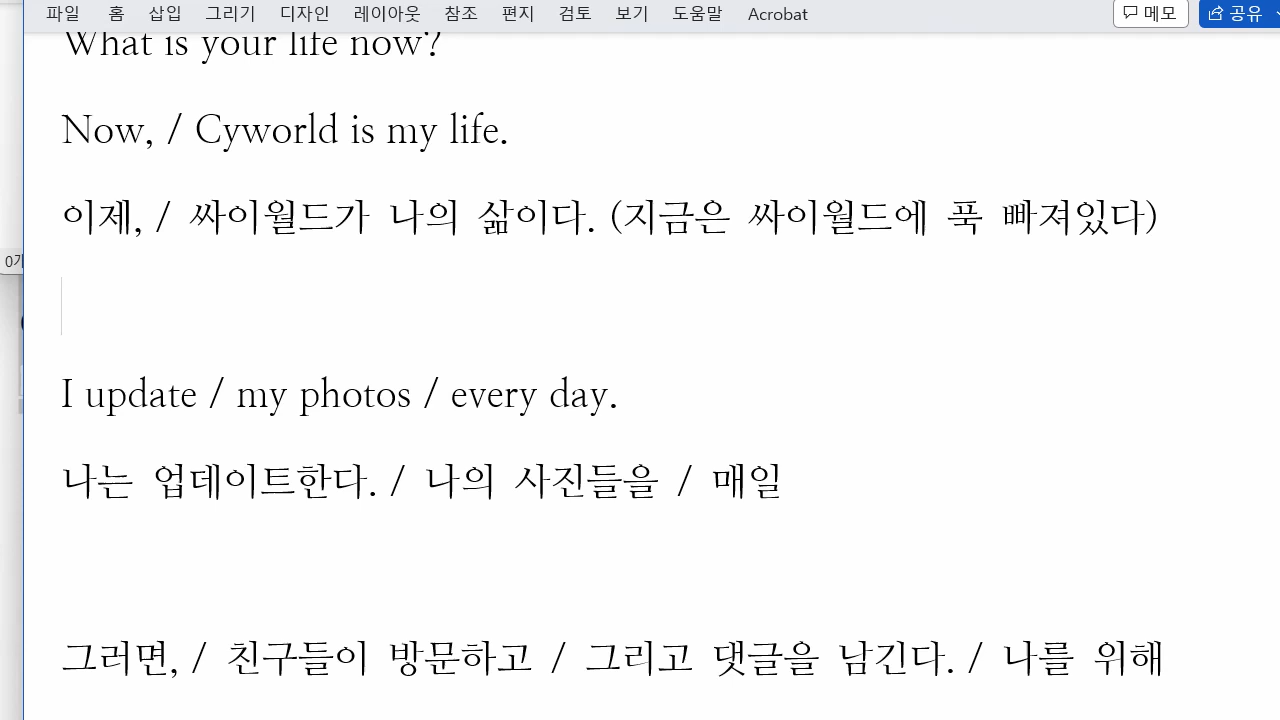 파일 홈 삽입 그리기 디자인 레이아웃 참조 편지 검토 보기 도움말 Acrobat 메모 공유
What is your life now?
Now, / Cyworld is my life.
이제, / 싸이월드가 나의 삶이다. (지금은 싸이월드에 푹 빠져있다)
I update / my photos / every day.
나는 업데이트한다. / 나의 사진들을 / 매일
그러면, / 친구들이 방문하고 / 그리고 댓글을 남긴다. / 나를 위해